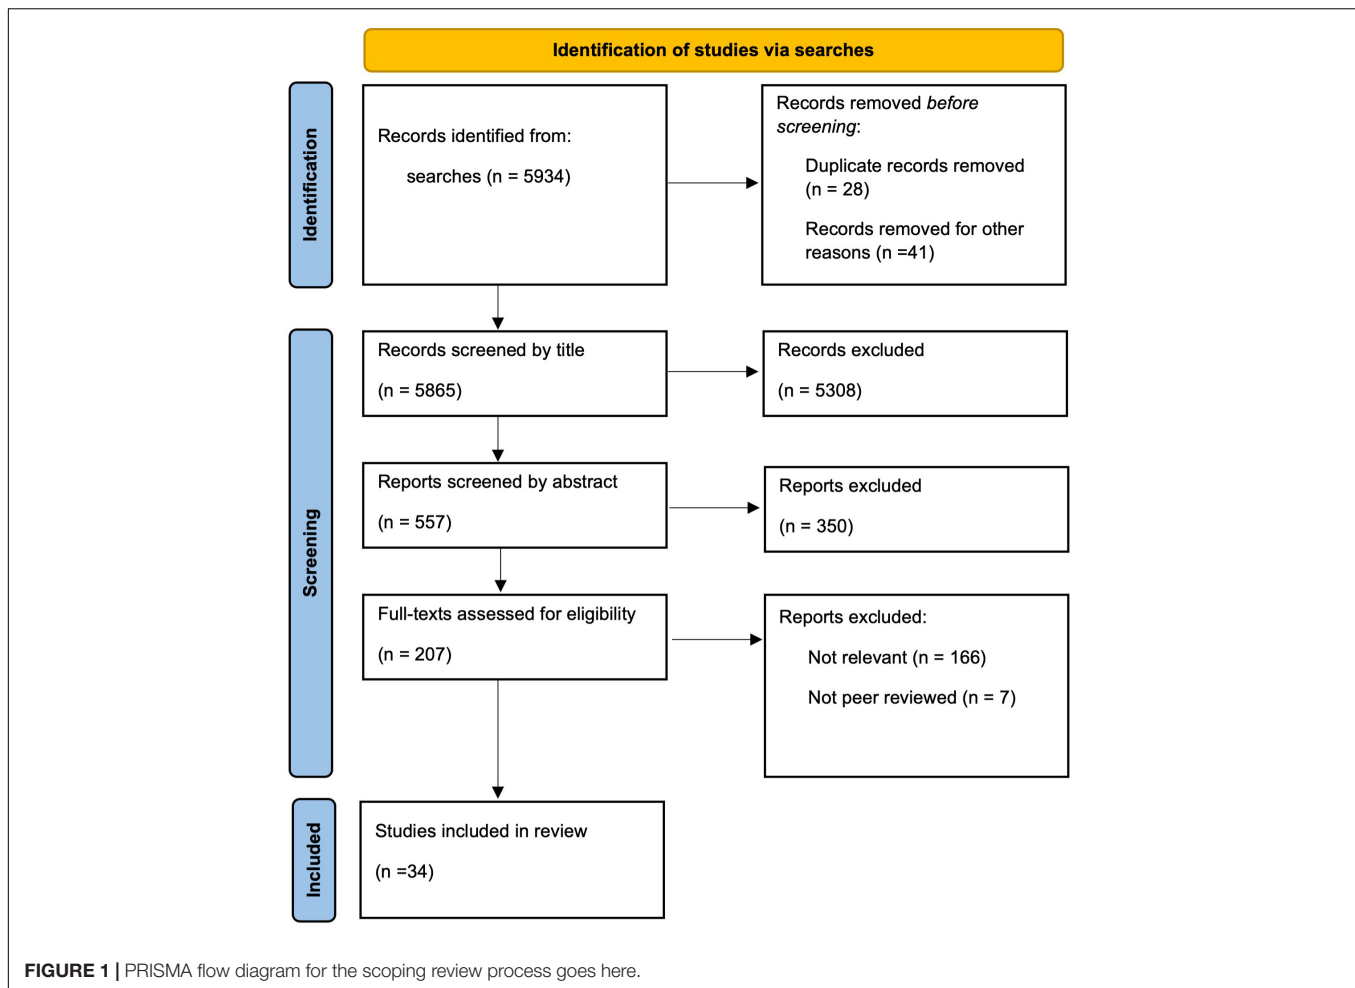 Identification of studies via searches
Identification
Records identified from:
searches (n = 5934)
Records removed before
screening:
Duplicate records removed
(n = 28)
Records removed for other
reasons (n =41)
Screening
Records screened by title
(n = 5865)
Records excluded
(n = 5308)
Reports screened by abstract
(n = 557)
Reports excluded
(n = 350)
Full-texts assessed for eligibility
(n = 207)
Reports excluded:
Not relevant (n = 166)
Not peer reviewed (n = 7)
Included
Studies included in review
(n =34)
FIGURE 1 | PRISMA flow diagram for the scoping review process goes here.